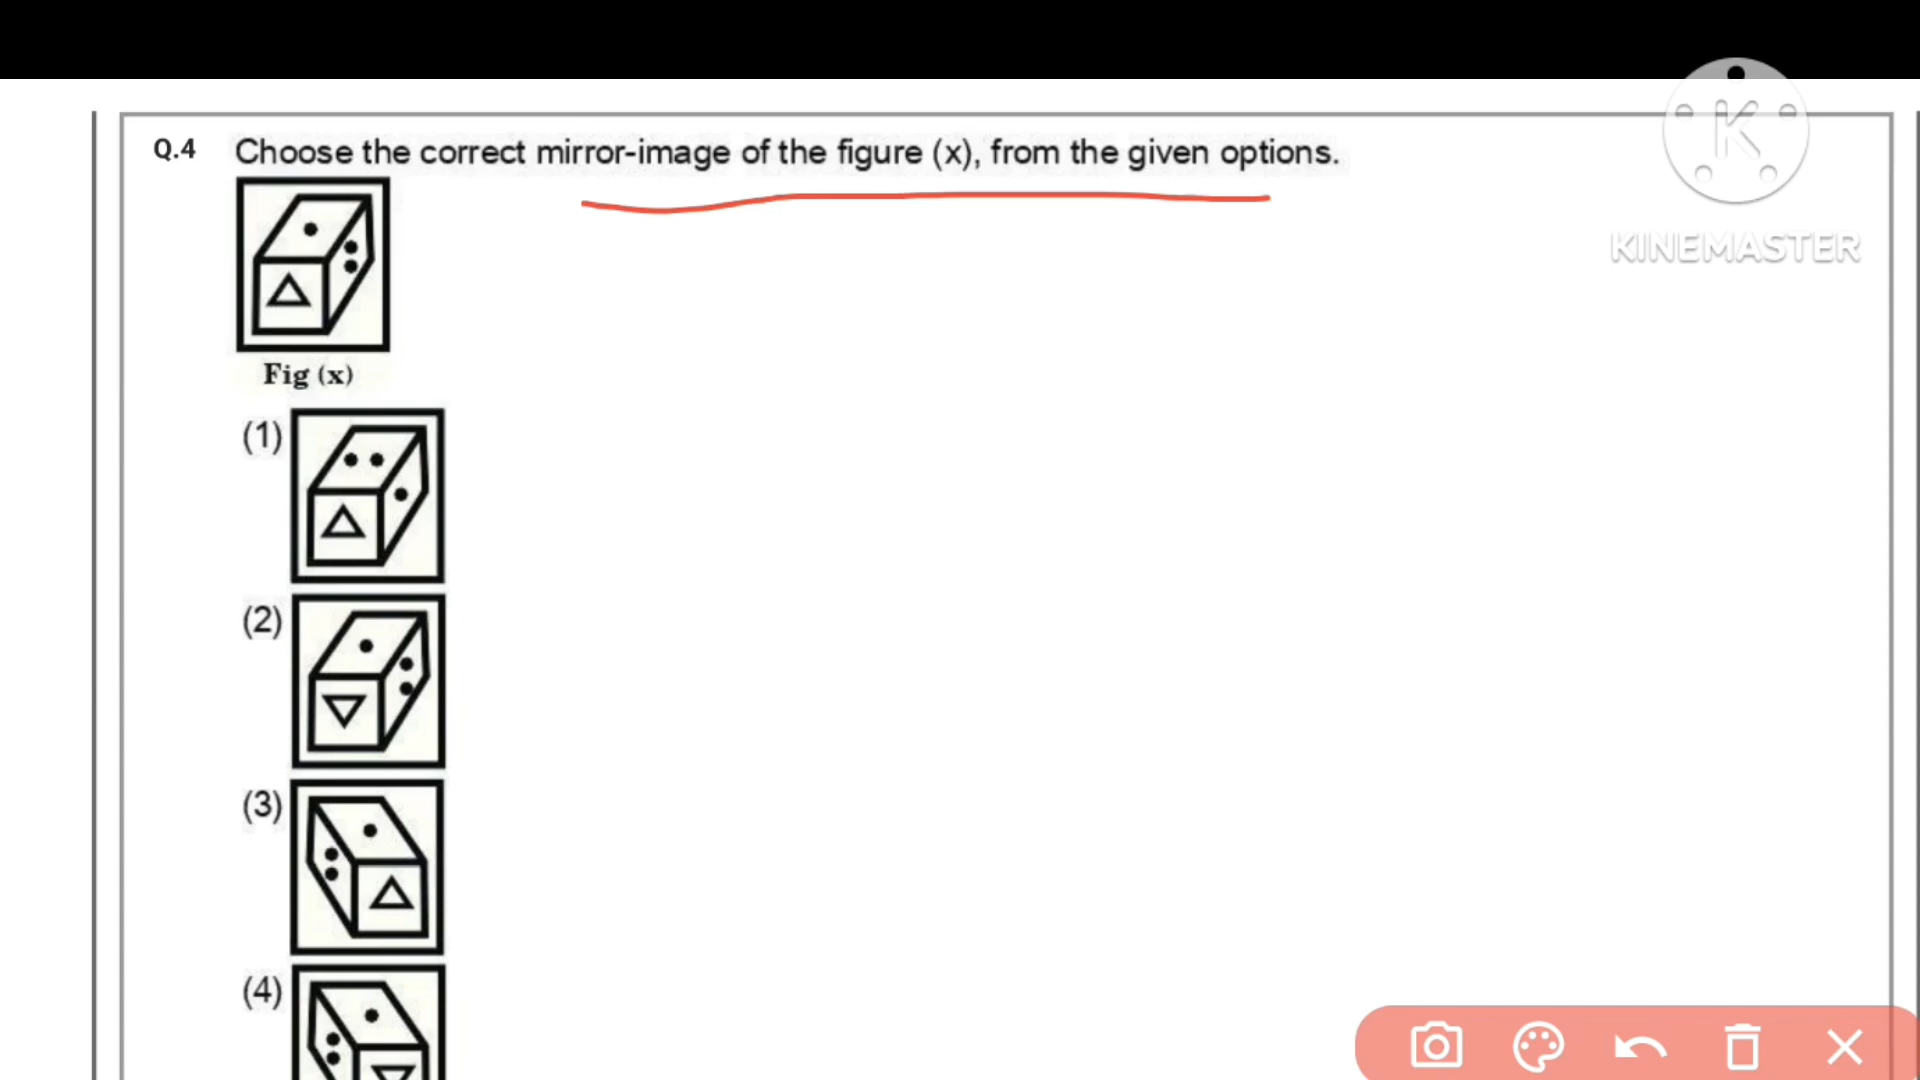 Q.4 Choose the correct mirror-image of the figure (x), from the given options.
K
KINEMASTER
Fig (x)
(1)
(2)
(3)
(4)